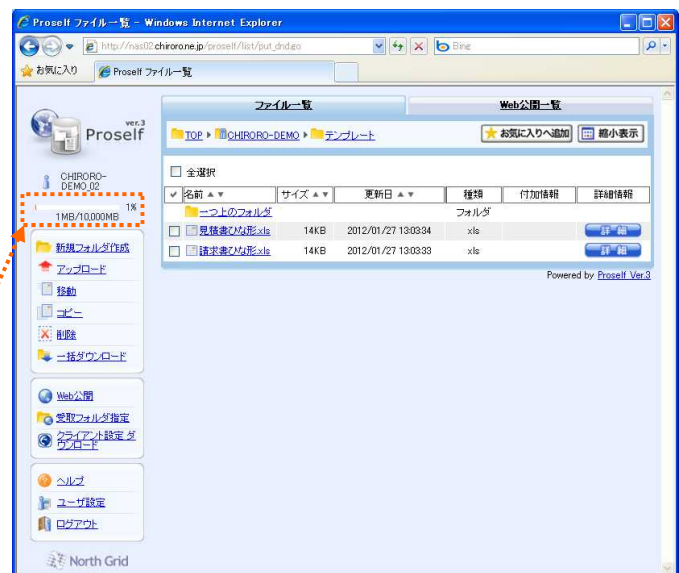 Proself ファイル一覧 - Windows Internet Explorer
http://nas02.chiroro.ne.jp/proself/list/put_dnd.go
Bing
お気に入り
Proself ファイル一覧
ver.3
Proself
CHIRORO-
DEMO_02
1%
1MB/10,000MB
新規フォルダ作成
アップロード
移動
コピー
削除
一括ダウンロード
Web公開
受取フォルダ指定
クライアント設定 ダ
ウンロード
ヘルプ
ユーザ設定
ログアウト
North Grid
ファイル一覧 Web公開一覧
TOP CHIRORO-DEMO テンプレート
お気に入りへ追加 縮小表示
全選択
名前 ▲ ▼ サイズ ▲ ▼ 更新日 ▲ ▼ 種類 付加情報 詳細情報
一つ上のフォルダ フォルダ
見積書ひな形.xls 14KB 2012/01/27 13:03:34 xls 詳 細
請求書ひな形.xls 14KB 2012/01/27 13:03:33 xls 詳 細
Powered by Proself Ver.3